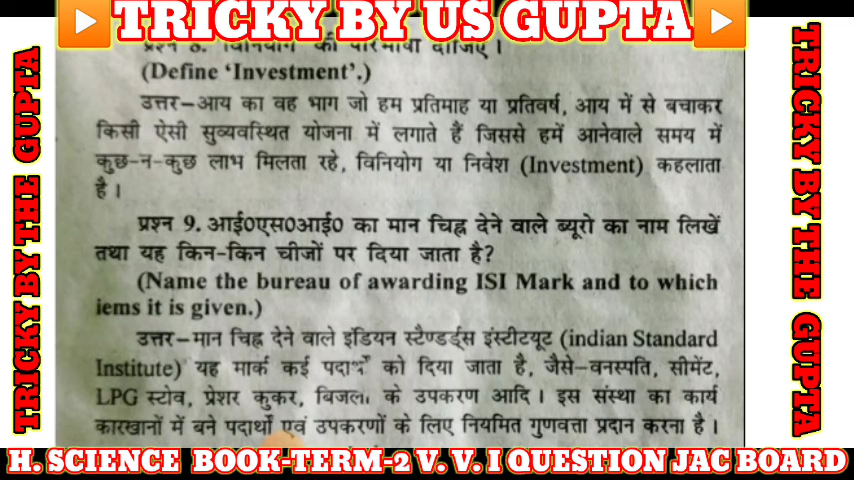 TRICKY BY US GUPTA
प्रश्न 8. विनियोग की परिभाषा दीजिए।
(Define ‘Investment’.)
उत्तर–आय का वह भाग जो हम प्रतिमाह या प्रतिवर्ष, आय में से बचाकर
किसी ऐसी सुव्यवस्थित योजना में लगाते हैं जिससे हमें आनेवाले समय में
कुछ-न-कुछ लाभ मिलता रहे, विनियोग या निवेश (Investment) कहलाता
है।
प्रश्न 9. आई0एस0आई0 का मान चिह्न देने वाले ब्यूरो का नाम लिखें
तथा यह किन-किन चीजों पर दिया जाता है?
(Name the bureau of awarding ISI Mark and to which
iems it is given.)
उत्तर–मान चिह्न देने वाले इंडियन स्टैण्डर्ड्स इंस्टीटयूट (indian Standard
Institute) यह मार्क कई पदार्थों को दिया जाता है, जैसे–वनस्पति, सीमेंट,
LPG स्टोव, प्रेशर कुकर, बिजली के उपकरण आदि। इस संस्था का कार्य
कारखानों में बने पदार्थों एवं उपकरणों के लिए नियमित गुणवत्ता प्रदान करना है।
TRICKY BY THE GUPTA
TRICKY BY THE GUPTA
H. SCIENCE BOOK-TERM-2 V. V. I QUESTION JAC BOARD